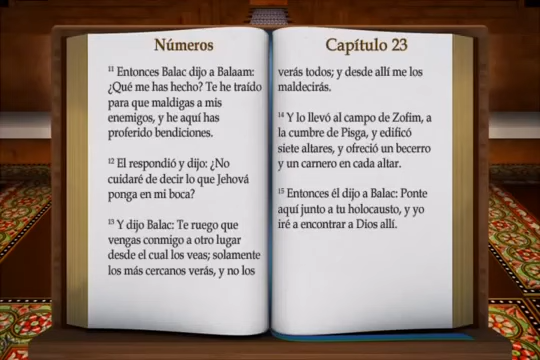 Números
¹¹ Entonces Balac dijo a Balaam:
¿Qué me has hecho? Te he traído
para que maldigas a mis
enemigos, y he aquí has
proferido bendiciones.
¹² El respondió y dijo: ¿No
cuidaré de decir lo que Jehová
ponga en mi boca?
¹³ Y dijo Balac: Te ruego que
vengas conmigo a otro lugar
desde el cual los veas; solamente
los más cercanos verás, y no los
Capítulo 23
verás todos; y desde allí me los
maldecirás.
¹⁴ Y lo llevó al campo de Zofim, a
la cumbre de Pisga, y edificó
siete altares, y ofreció un becerro
y un carnero en cada altar.
¹⁵ Entonces él dijo a Balac: Ponte
aquí junto a tu holocausto, y yo
iré a encontrar a Dios allí.